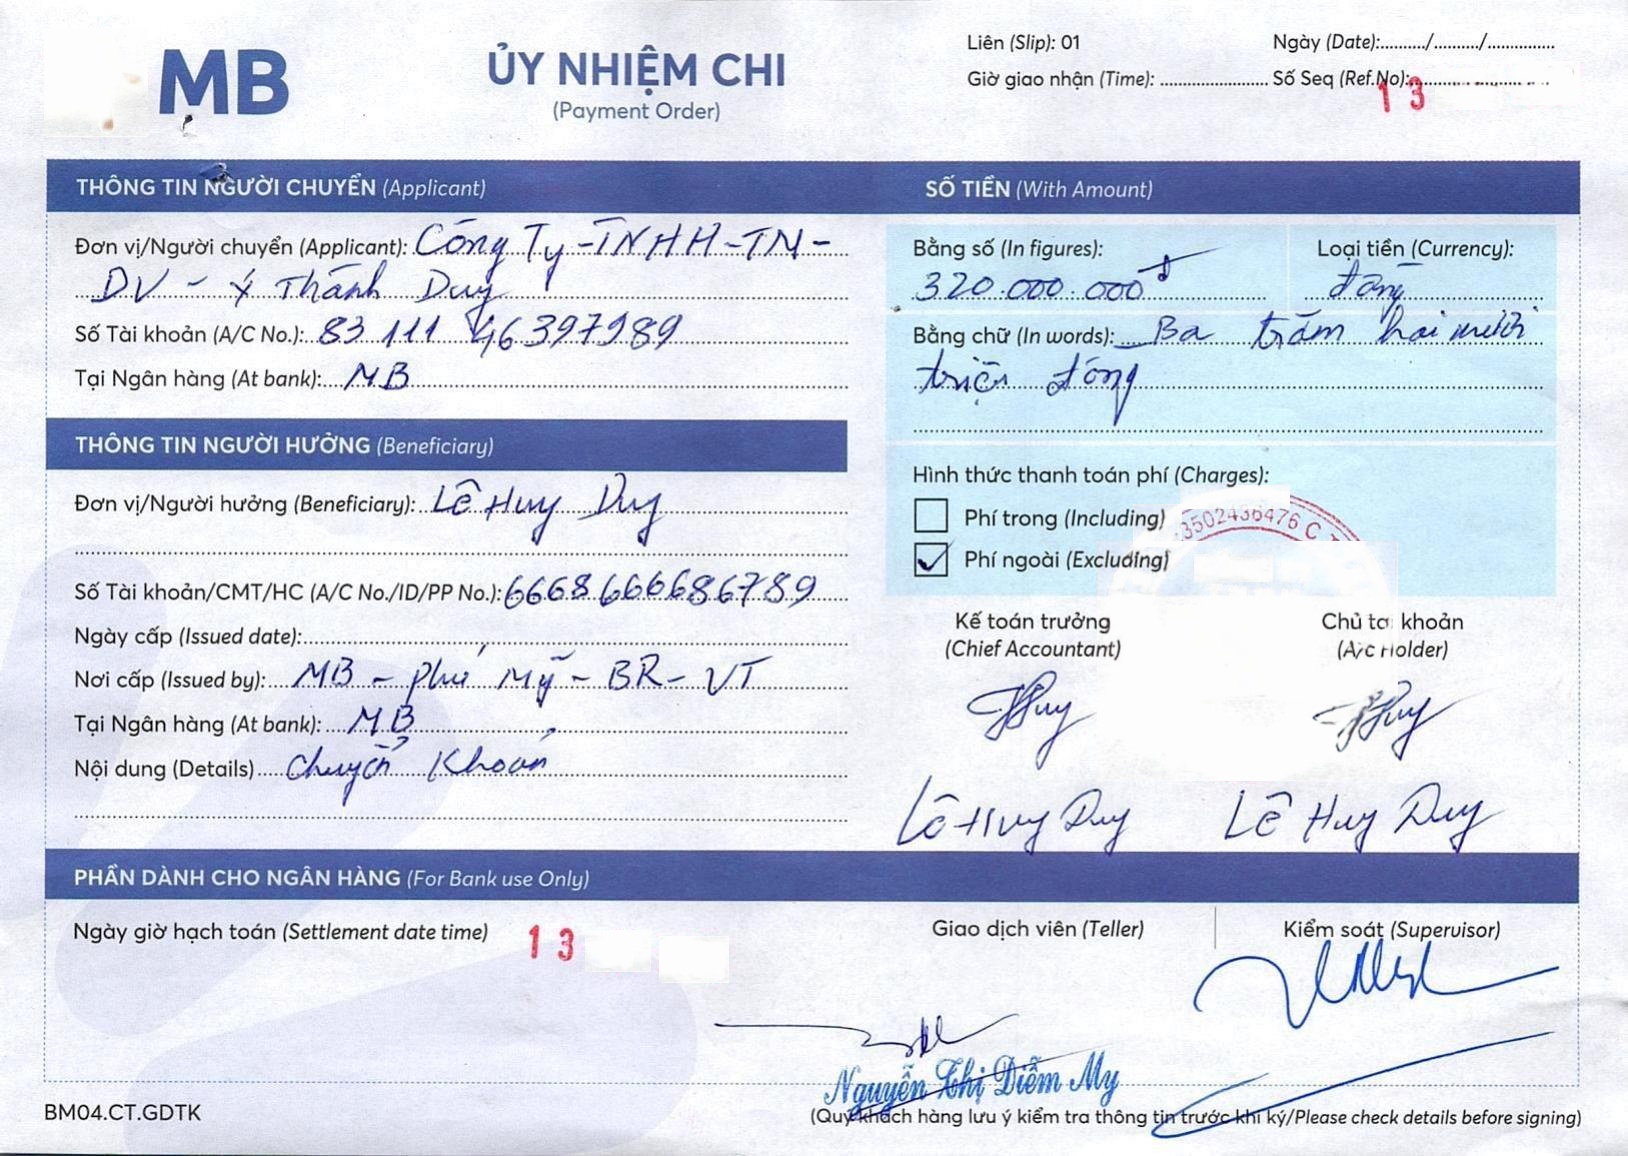 MB
ỦY NHIỆM CHI
(Payment Order)
Liên (Slip): 01
Ngày (Date):........../........../...............
Giờ giao nhận (Time): ........................
Số Seq (Ref.No):
13
THÔNG TIN NGƯỜI CHUYỂN (Applicant)
Đơn vị/Người chuyển (Applicant): Công Ty - TNHH - TM -
DV - Ý Thành Duy
Số Tài khoản (A/C No.): 83 111 46397989
Tại Ngân hàng (At bank): MB
SỐ TIỀN (With Amount)
Bằng số (In figures):
Loại tiền (Currency):
320.000.000đ
đồng
Bằng chữ (In words): Ba trăm hai mươi
triệu đồng
THÔNG TIN NGƯỜI HƯỞNG (Beneficiary)
Đơn vị/Người hưởng (Beneficiary): Lê Huy Duy
Số Tài khoản/CMT/HC (A/C No./ID/PP No.): 6668666686789
Ngày cấp (Issued date):
Nơi cấp (Issued by): MB - Phú Mỹ - BR - VT
Tại Ngân hàng (At bank): MB
Nội dung (Details) Chuyển Khoản
Hình thức thanh toán phí (Charges):
Phí trong (Including)
Phí ngoài (Excluding)
3502436476 C
Kế toán trưởng
(Chief Accountant)
Chủ tài khoản
(A/c Holder)
Lê Huy Duy
Lê Huy Duy
PHẦN DÀNH CHO NGÂN HÀNG (For Bank use Only)
Ngày giờ hạch toán (Settlement date time) 13
Giao dịch viên (Teller)
Kiểm soát (Supervisor)
Nguyễn Thị Diễm My
BM04.CT.GDTK
(Quý khách hàng lưu ý kiểm tra thông tin trước khi ký/Please check details before signing)